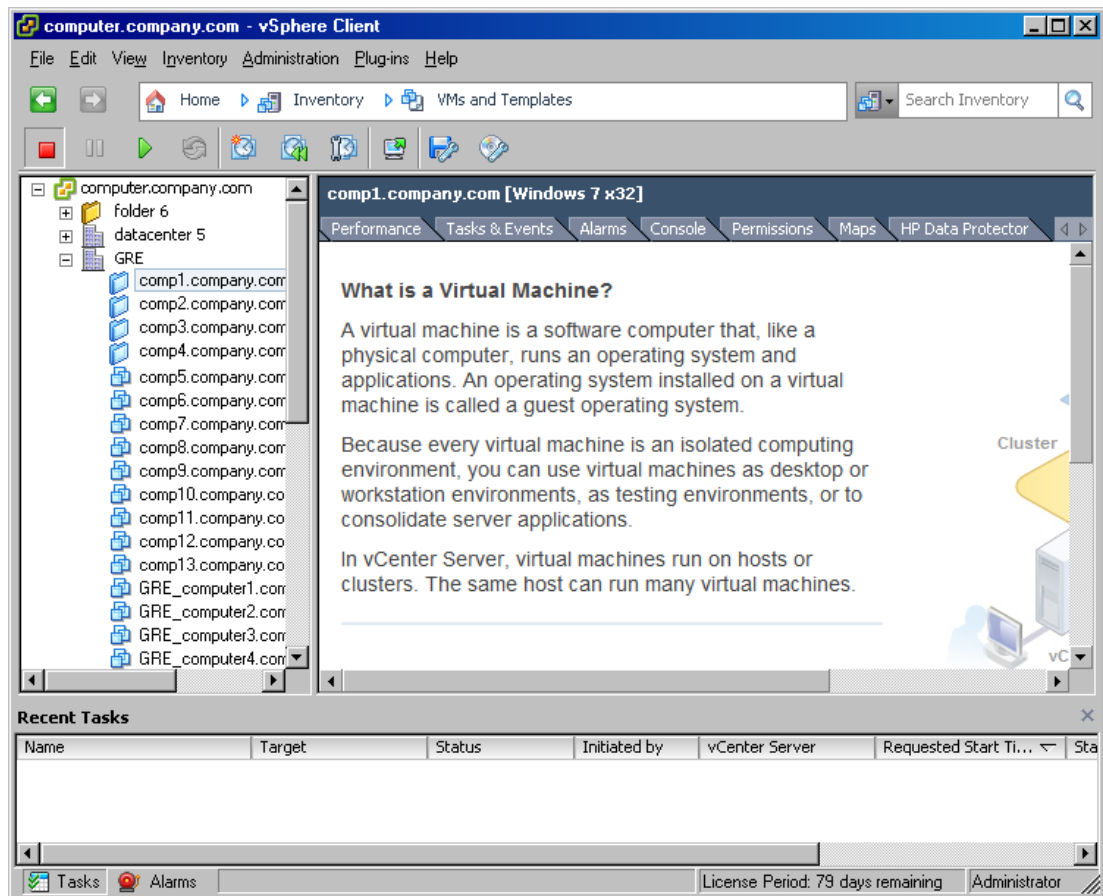 computer.company.com - vSphere Client
File Edit View Inventory Administration Plug-ins Help
Home Inventory VMs and Templates Search Inventory
computer.company.com
folder 6
datacenter 5
GRE
comp1.company.com
comp2.company.com
comp3.company.com
comp4.company.com
comp5.company.com
comp6.company.com
comp7.company.com
comp8.company.com
comp9.company.com
comp10.company.co
comp11.company.co
comp12.company.co
comp13.company.co
GRE_computer1.com
GRE_computer2.com
GRE_computer3.com
GRE_computer4.com
comp1.company.com [Windows 7 x32]
Performance Tasks & Events Alarms Console Permissions Maps HP Data Protector
What is a Virtual Machine?
A virtual machine is a software computer that, like a
physical computer, runs an operating system and
applications. An operating system installed on a virtual
machine is called a guest operating system.
Because every virtual machine is an isolated computing
environment, you can use virtual machines as desktop or
workstation environments, as testing environments, or to
consolidate server applications.
In vCenter Server, virtual machines run on hosts or
clusters. The same host can run many virtual machines.
Cluster
vC
Recent Tasks
Name Target Status Initiated by vCenter Server Requested Start Ti... Sta
Tasks Alarms License Period: 79 days remaining Administrator